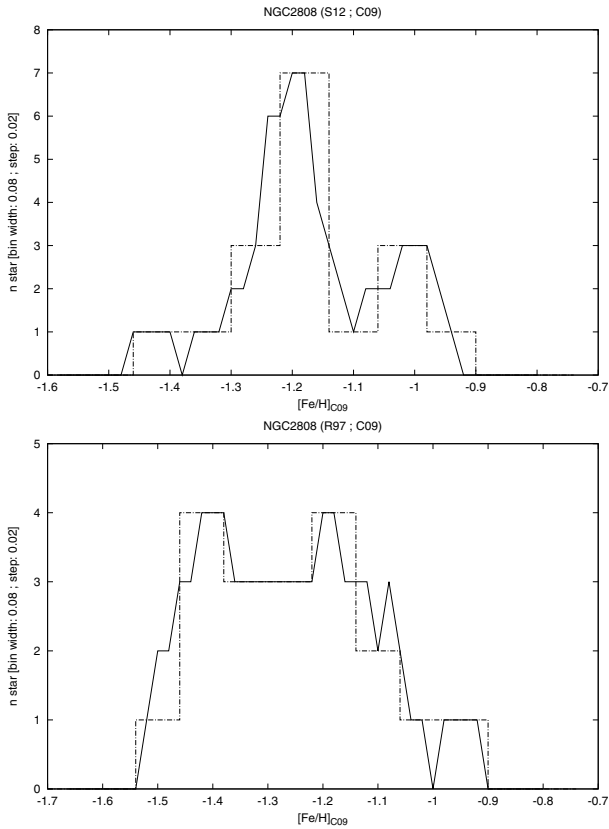 NGC2808 (S12 ; C09)
n star [bin width: 0.08 ; step: 0.02]
8
7
6
5
4
3
2
1
0
-1.6 -1.5 -1.4 -1.3 -1.2 -1.1 -1 -0.9 -0.8 -0.7
[Fe/H]C09
NGC2808 (R97 ; C09)
n star [bin width: 0.08 ; step: 0.02]
5
4
3
2
1
0
-1.7 -1.6 -1.5 -1.4 -1.3 -1.2 -1.1 -1 -0.9 -0.8 -0.7
[Fe/H]C09